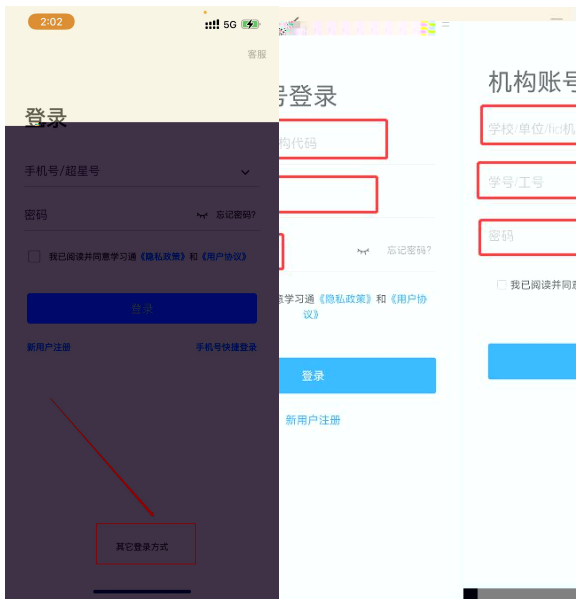 2:02
5G
客服
登录
手机号/超星号
密码
忘记密码?
我已阅读并同意学习通《隐私政策》和《用户协议》
登录
新用户注册
手机号快捷登录
其它登录方式
号登录
构代码
忘记密码?
意学习通《隐私政策》和《用户协
议》
登录
新用户注册
机构账号
学校/单位/fid机
学号/工号
密码
我已阅读并同意